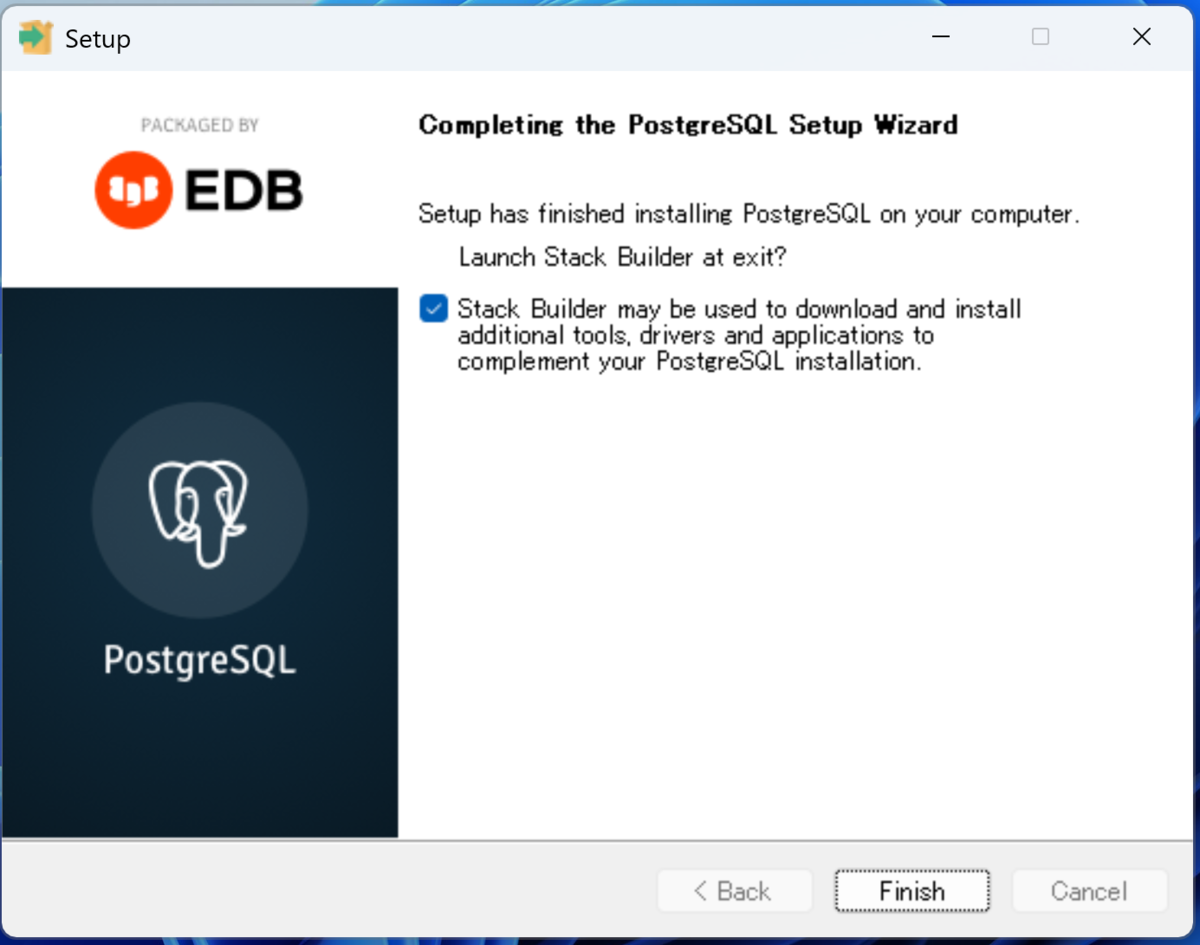 Setup
PACKAGED BY
EDB
PostgreSQL
Completing the PostgreSQL Setup Wizard
Setup has finished installing PostgreSQL on your computer.
Launch Stack Builder at exit?
Stack Builder may be used to download and install
additional tools, drivers and applications to
complement your PostgreSQL installation.
< Back
Finish
Cancel